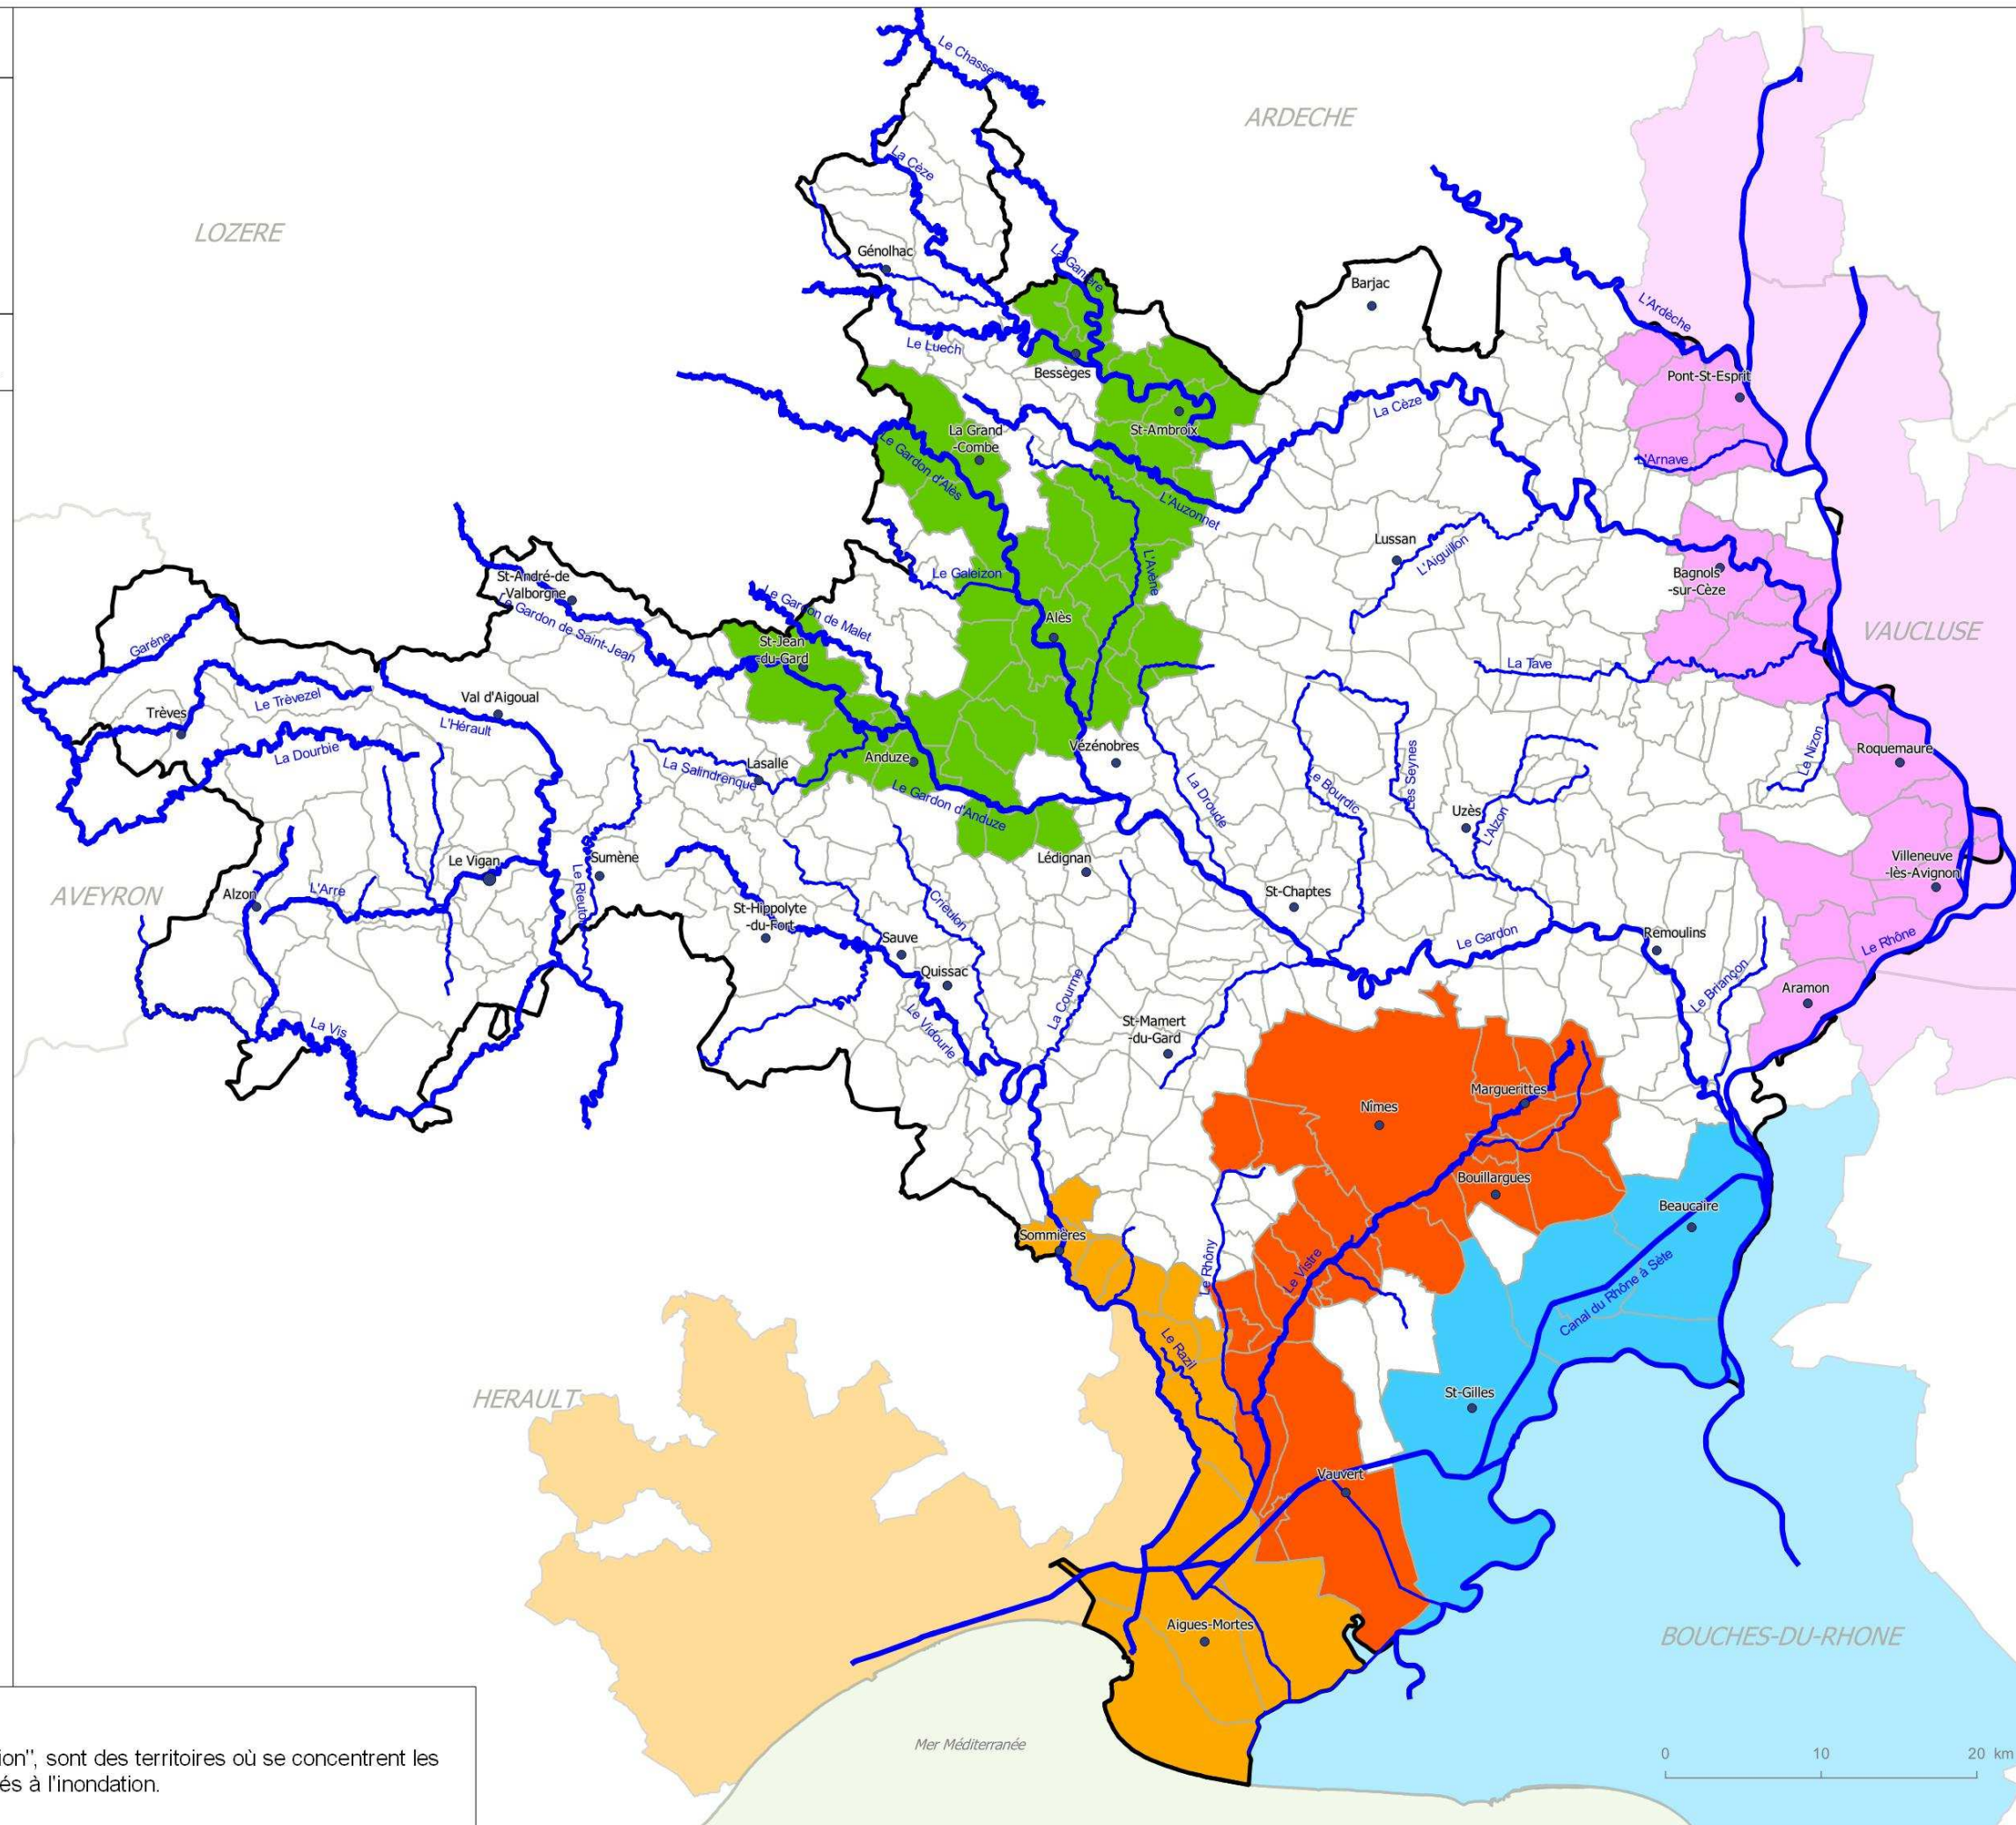 Le Chassezac
ARDECHE
La Cèze
LOZERE
Génolhac
La Ganière
Barjac
L'Ardèche
Le Luech
Bessèges
Pont-St-Esprit
La Cèze
La Grand
-Combe
St-Ambroix
Le Gardon d'Alès
L'Arnave
L'Auzonnet
Lussan
L'Aiguillon
St-André-de
-Valborgne
Le Galeizon
L'Avène
Bagnols
-sur-Cèze
Le Gardon de Malet
Le Gardon de Saint-Jean
Alès
VAUCLUSE
Garène
St-Jean
-du-Gard
La Tave
Le Trèvezel
Val d'Aigoual
Trèves
L'Hérault
La Dourbie
Anduze
Vézénobres
Le Nizon
Roquemaure
Lasalle
La Salindrenque
Le Gardon d'Anduze
La Droude
Le Bourdic
Les Seynes
Uzès
L'Alzon
Le Vigan
Sumène
Lédignan
Villeneuve
-lès-Avignon
AVEYRON
Alzon
L'Arre
Le Rieutord
Crieulon
St-Chaptes
St-Hippolyte
-du-Fort
Sauve
Le Gardon
Remoulins
Le Rhône
Quissac
La Courme
Le Briançon
Aramon
La Vis
Le Vidourle
St-Mamert
-du-Gard
Nîmes
Marguerittes
Bouillargues
Beaucaire
Sommières
Le Rhôny
Le Vistre
Canal du Rhône à Sète
Le Razil
HERAULT
St-Gilles
Vauvert
Aigues-Mortes
BOUCHES-DU-RHONE
Mer Méditerranée
0 10 20 km
ion", sont des territoires où se concentrent les
és à l'inondation.